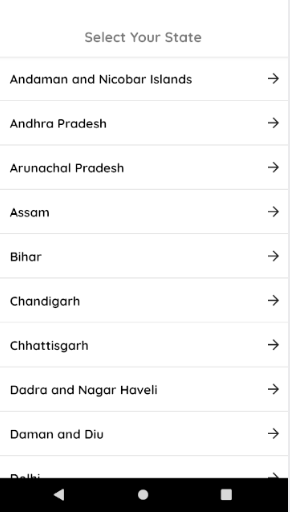 Select Your State
Andaman and Nicobar Islands
Andhra Pradesh
Arunachal Pradesh
Assam
Bihar
Chandigarh
Chhattisgarh
Dadra and Nagar Haveli
Daman and Diu
Delhi